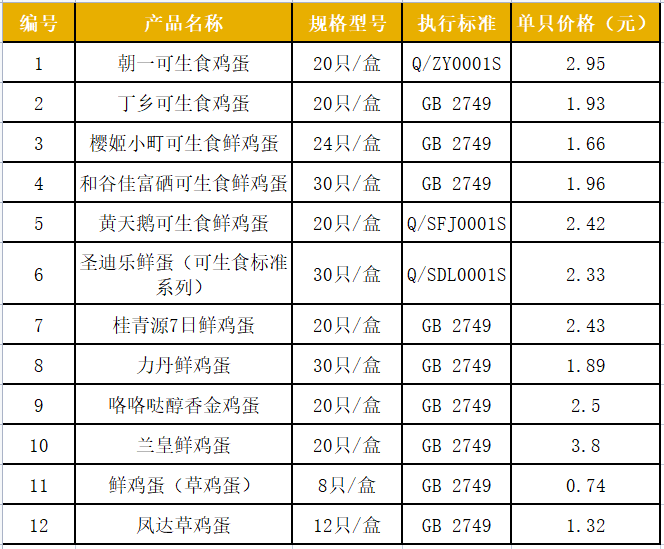 编号 产品名称 规格型号 执行标准 单只价格（元）
1 朝一可生食鸡蛋 20只/盒 Q/ZY0001S 2.95
2 丁乡可生食鸡蛋 20只/盒 GB 2749 1.93
3 樱姬小町可生食鲜鸡蛋 24只/盒 GB 2749 1.66
4 和谷佳富硒可生食鲜鸡蛋 30只/盒 GB 2749 1.96
5 黄天鹅可生食鲜鸡蛋 20只/盒 Q/SFJ0001S 2.42
6 圣迪乐鲜蛋（可生食标准
系列） 30只/盒 Q/SDL0001S 2.33
7 桂青源7日鲜鸡蛋 20只/盒 GB 2749 2.43
8 力丹鲜鸡蛋 30只/盒 GB 2749 1.89
9 咯咯哒醇香金鸡蛋 20只/盒 GB 2749 2.5
10 兰皇鲜鸡蛋 20只/盒 GB 2749 3.8
11 鲜鸡蛋（草鸡蛋） 8只/盒 GB 2749 0.74
12 凤达草鸡蛋 12只/盒 GB 2749 1.32